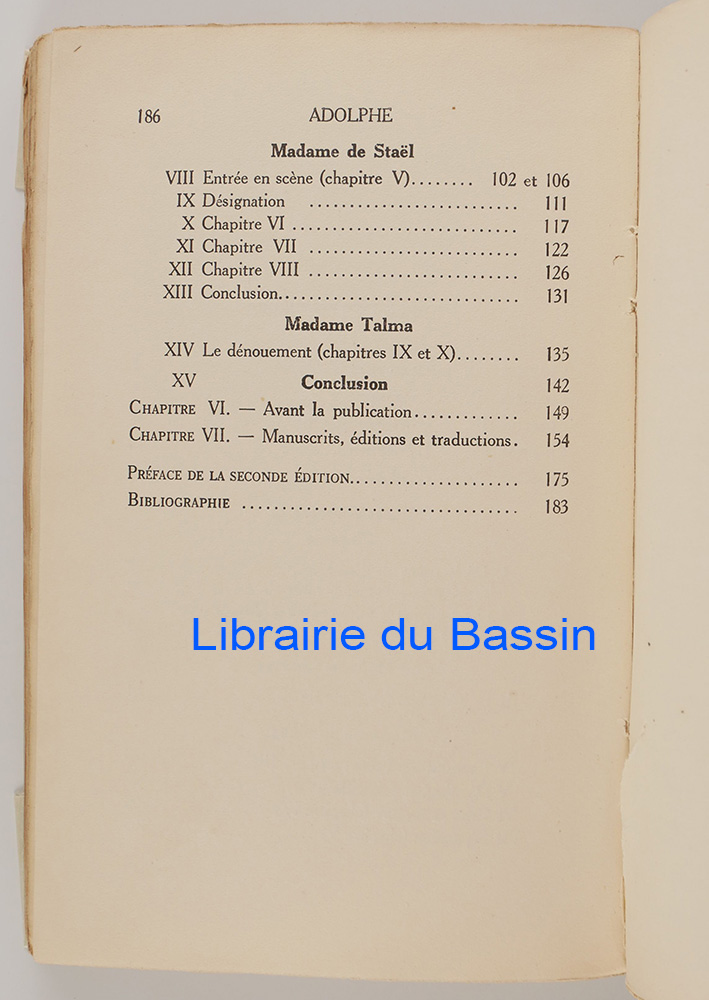 186 ADOLPHE
Madame de Staël
VIII Entrée en scène (chapitre V)........ 102 et 106
IX Désignation .......................... 111
X Chapitre VI ............................ 117
XI Chapitre VII .......................... 122
XII Chapitre VIII .......................... 126
XIII Conclusion.............................. 131
Madame Talma
XIV Le dénouement (chapitres IX et X)........ 135
XV Conclusion 142
CHAPITRE VI. — Avant la publication............. 149
CHAPITRE VII. — Manuscrits, éditions et traductions. 154
PRÉFACE DE LA SECONDE ÉDITION..................... 175
BIBLIOGRAPHIE .................................. 183
Librairie du Bassin